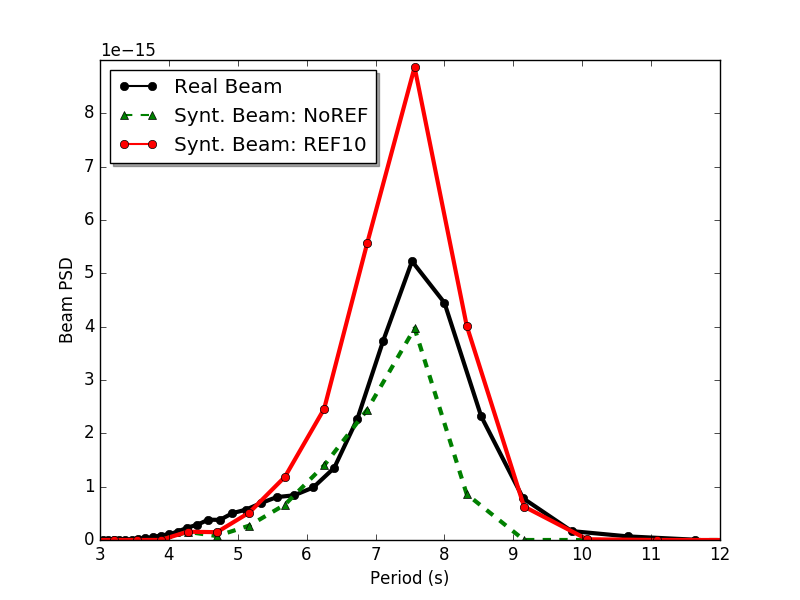 1e−15
Real Beam
Synt. Beam: NoREF
Synt. Beam: REF10
8
7
6
5
4
3
2
1
0
Beam PSD
3 4 5 6 7 8 9 10 11 12
Period (s)